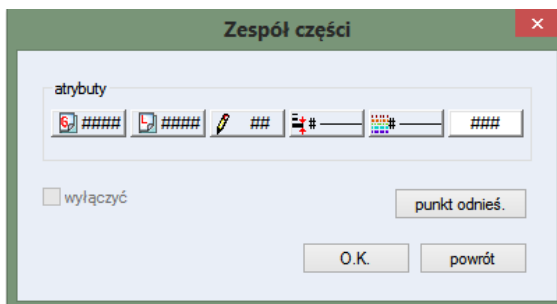 Zespół części
atrybuty
G #### L #### ## # # ###
wyłączyć
punkt odnieś.
O.K. powrót